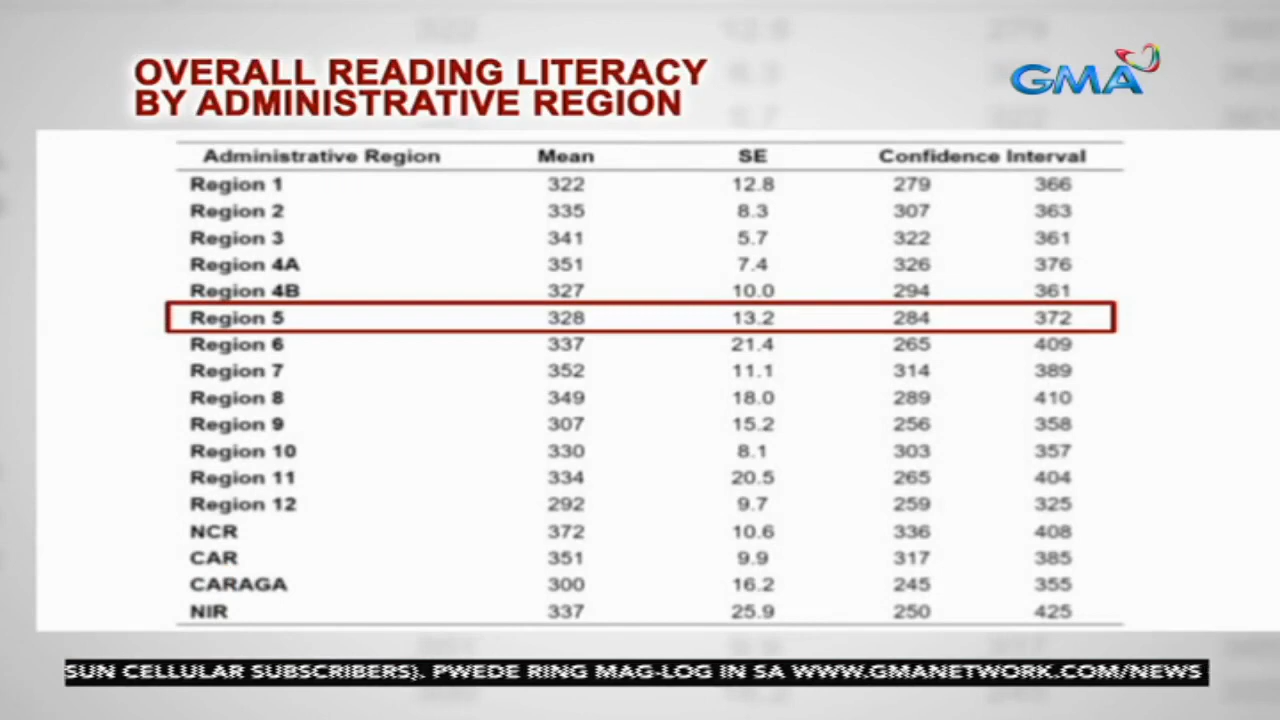 OVERALL READING LITERACY
BY ADMINISTRATIVE REGION
GMA
Administrative Region Mean SE Confidence Interval
Region 1 322 12.8 279 366
Region 2 335 8.3 307 363
Region 3 341 5.7 322 361
Region 4A 351 7.4 326 376
Region 4B 327 10.0 294 361
Region 5 328 13.2 284 372
Region 6 337 21.4 265 409
Region 7 352 11.1 314 389
Region 8 349 18.0 289 410
Region 9 307 15.2 256 358
Region 10 330 8.1 303 357
Region 11 334 20.5 265 404
Region 12 292 9.7 259 325
NCR 372 10.6 336 408
CAR 351 9.9 317 385
CARAGA 300 16.2 245 355
NIR 337 25.9 250 425
SUN CELLULAR SUBSCRIBERS). PWEDE RING MAG-LOG IN SA WWW.GMANETWORK.COM/NEWS